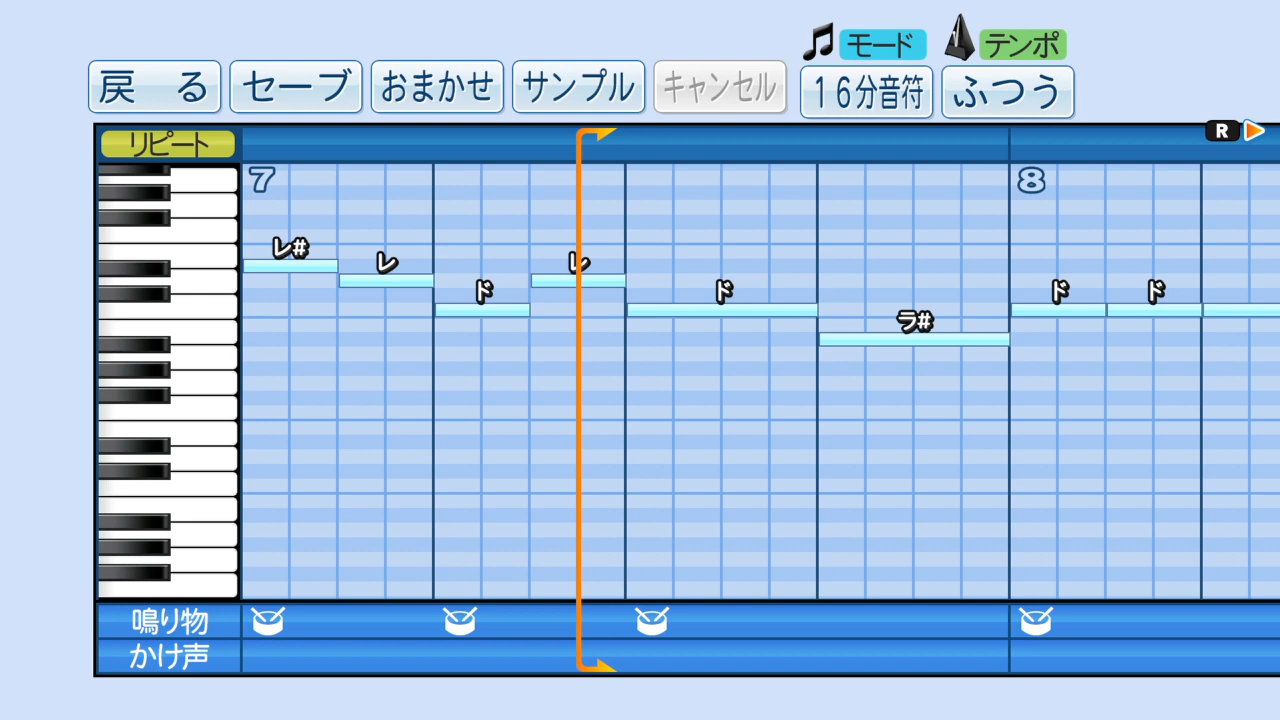 モード テンポ
戻 る セーブ おまかせ サンプル キャンセル 16分音符 ふつう
リピート R
7 8
レ#
レ レ
ド ド ド ド
ラ#
鳴り物
かけ声